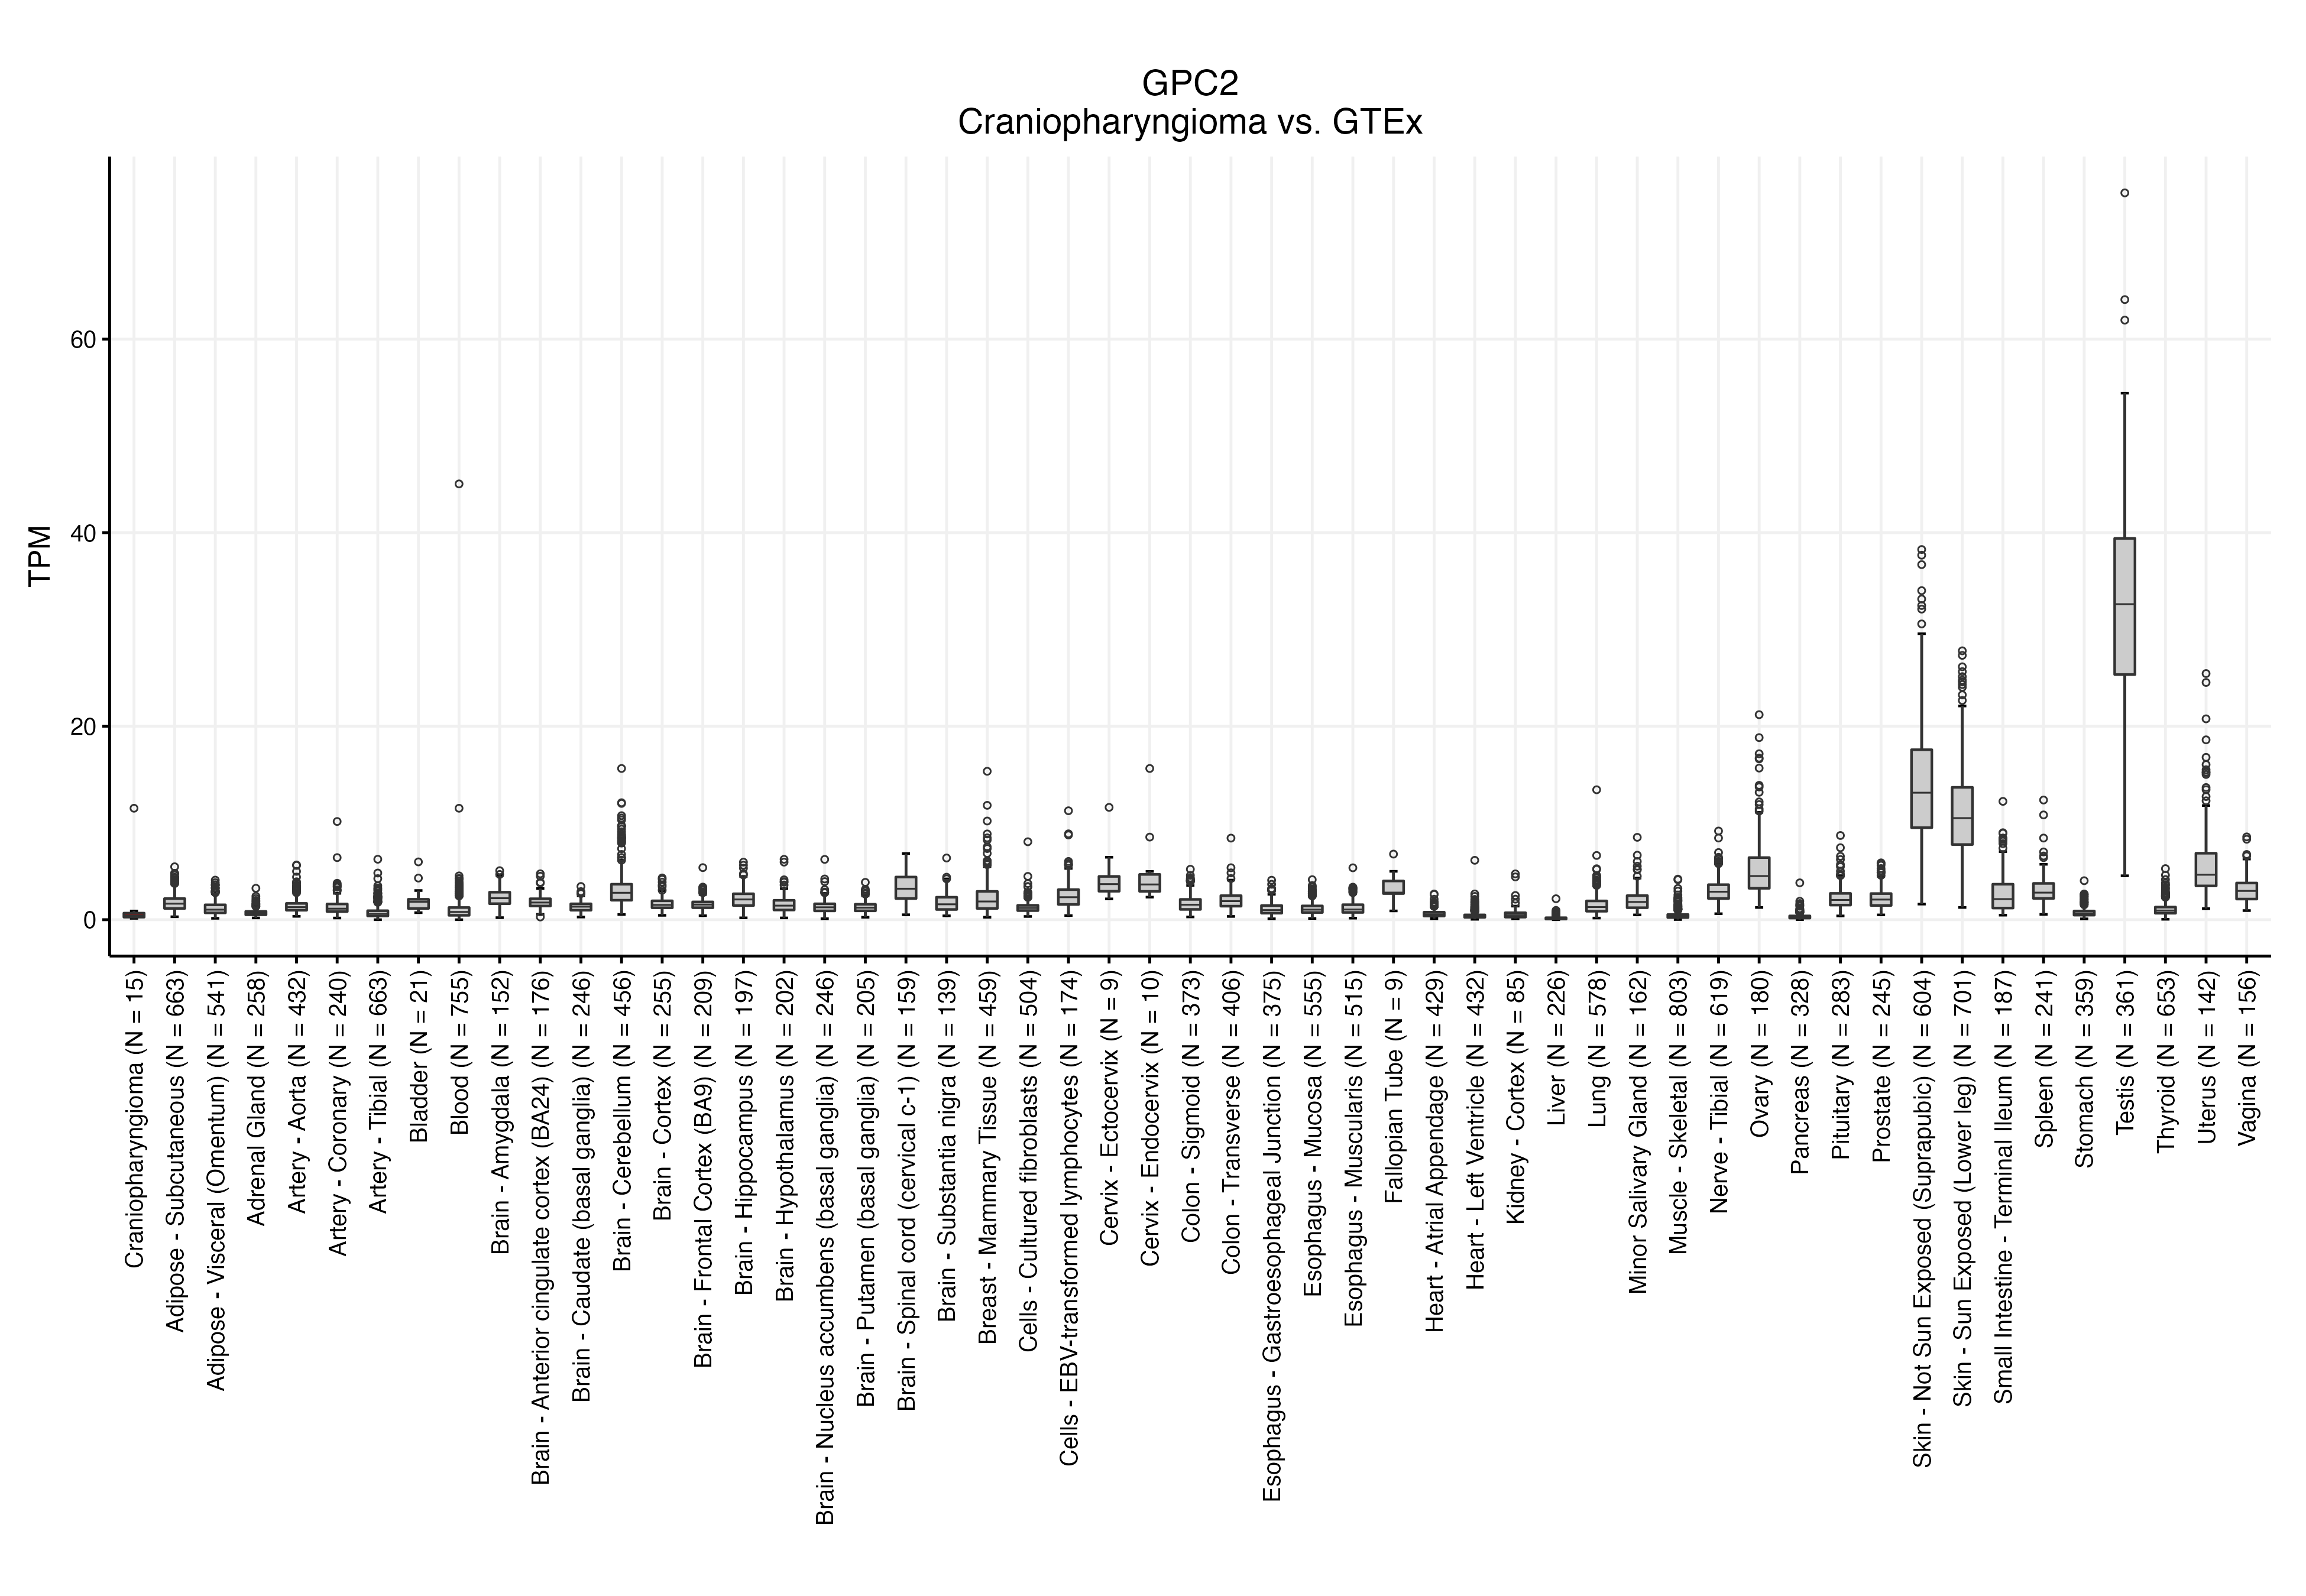 GPC2
Craniopharyngioma vs. GTEx
TPM
60
40
20
0
Craniopharyngioma (N = 15)
Adipose - Subcutaneous (N = 663)
Adipose - Visceral (Omentum) (N = 541)
Adrenal Gland (N = 258)
Artery - Aorta (N = 432)
Artery - Coronary (N = 240)
Artery - Tibial (N = 663)
Bladder (N = 21)
Blood (N = 755)
Brain - Amygdala (N = 152)
Brain - Anterior cingulate cortex (BA24) (N = 176)
Brain - Caudate (basal ganglia) (N = 246)
Brain - Cerebellum (N = 456)
Brain - Cortex (N = 255)
Brain - Frontal Cortex (BA9) (N = 209)
Brain - Hippocampus (N = 197)
Brain - Hypothalamus (N = 202)
Brain - Nucleus accumbens (basal ganglia) (N = 246)
Brain - Putamen (basal ganglia) (N = 205)
Brain - Spinal cord (cervical c-1) (N = 159)
Brain - Substantia nigra (N = 139)
Breast - Mammary Tissue (N = 459)
Cells - Cultured fibroblasts (N = 504)
Cells - EBV-transformed lymphocytes (N = 174)
Cervix - Ectocervix (N = 9)
Cervix - Endocervix (N = 10)
Colon - Sigmoid (N = 373)
Colon - Transverse (N = 406)
Esophagus - Gastroesophageal Junction (N = 375)
Esophagus - Mucosa (N = 555)
Esophagus - Muscularis (N = 515)
Fallopian Tube (N = 9)
Heart - Atrial Appendage (N = 429)
Heart - Left Ventricle (N = 432)
Kidney - Cortex (N = 85)
Liver (N = 226)
Lung (N = 578)
Minor Salivary Gland (N = 162)
Muscle - Skeletal (N = 803)
Nerve - Tibial (N = 619)
Ovary (N = 180)
Pancreas (N = 328)
Pituitary (N = 283)
Prostate (N = 245)
Skin - Not Sun Exposed (Suprapubic) (N = 604)
Skin - Sun Exposed (Lower leg) (N = 701)
Small Intestine - Terminal Ileum (N = 187)
Spleen (N = 241)
Stomach (N = 359)
Testis (N = 361)
Thyroid (N = 653)
Uterus (N = 142)
Vagina (N = 156)